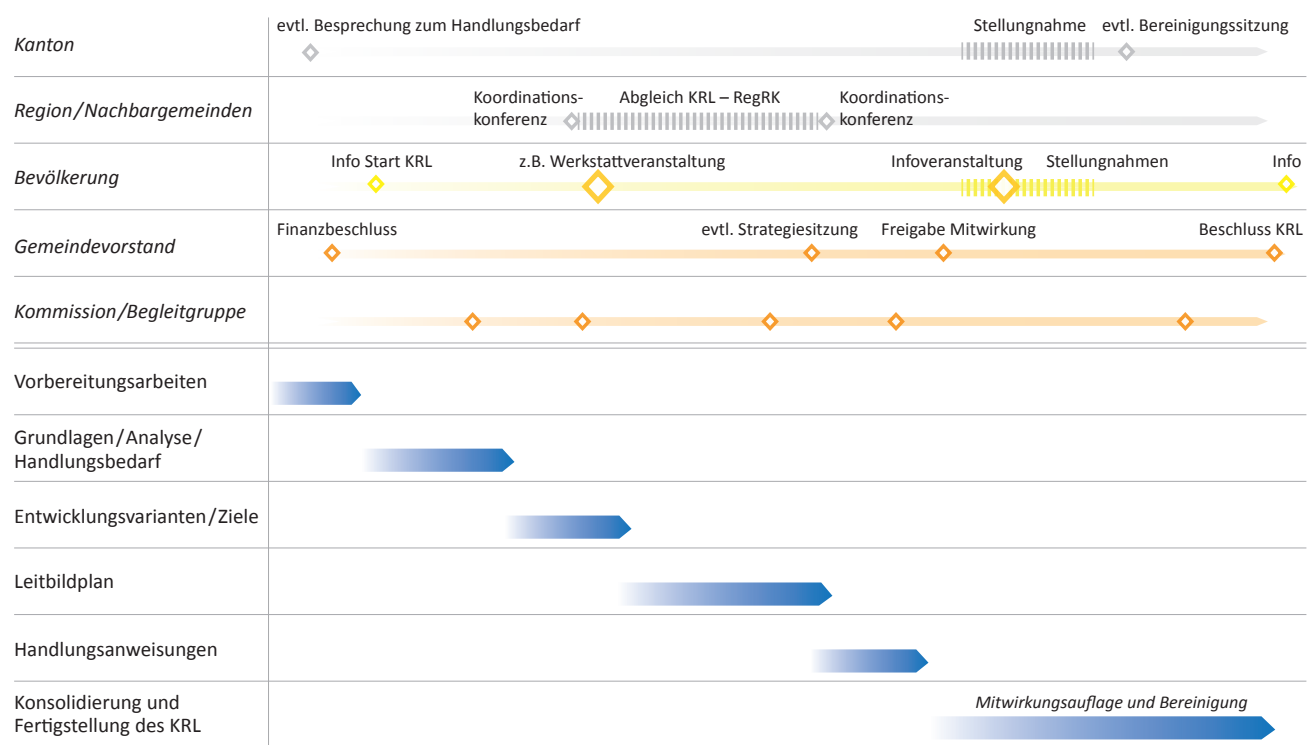 evtl. Besprechung zum Handlungsbedarf
Stellungnahme
evtl. Bereinigungssitzung
Kanton
Koordinations-
konferenz
Abgleich KRL – RegRK
Koordinations-
konferenz
Region/Nachbargemeinden
Info Start KRL
z.B. Werkstattveranstaltung
Infoveranstaltung
Stellungnahmen
Info
Bevölkerung
Finanzbeschluss
evtl. Strategiesitzung
Freigabe Mitwirkung
Beschluss KRL
Gemeindevorstand
Kommission/Begleitgruppe
Vorbereitungsarbeiten
Grundlagen/Analyse/
Handlungsbedarf
Entwicklungsvarianten/Ziele
Leitbildplan
Handlungsanweisungen
Konsolidierung und
Fertigstellung des KRL
Mitwirkungsauflage und Bereinigung